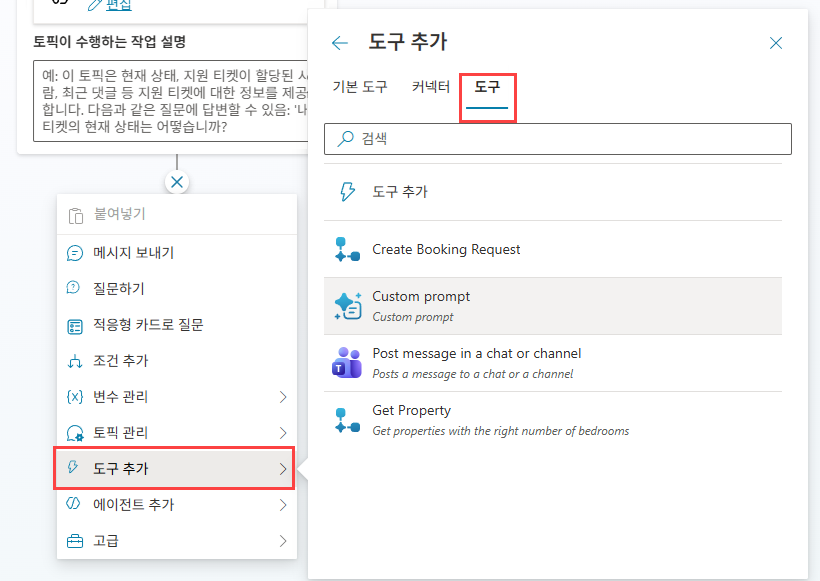 편집
토픽이 수행하는 작업 설명
예: 이 토픽은 현재 상태, 지원 티켓이 할당된 사
람, 최근 댓글 등 지원 티켓에 대한 정보를 제공
합니다. 다음과 같은 질문에 답변할 수 있음: '내
티켓의 현재 상태는 어떻습니까?
붙여넣기
메시지 보내기
질문하기
적응형 카드로 질문
조건 추가
변수 관리
토픽 관리
도구 추가
에이전트 추가
고급
도구 추가
기본 도구 커넥터 도구
검색
도구 추가
Create Booking Request
Custom prompt
Custom prompt
Post message in a chat or channel
Posts a message to a chat or a channel
Get Property
Get properties with the right number of bedrooms